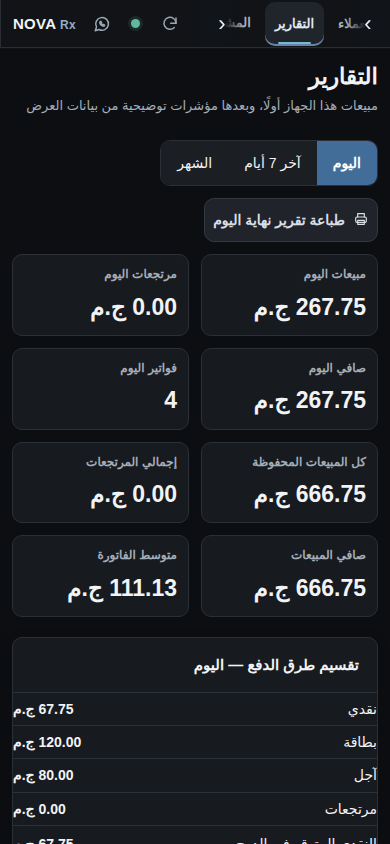 NOVA Rx
التقارير
التقارير
مبيعات هذا الجهاز أولًا، وبعدها مؤشرات توضيحية من بيانات العرض
اليوم
آخر 7 أيام
الشهر
طباعة تقرير نهاية اليوم
مبيعات اليوم
267.75 ج.م
مرتجعات اليوم
0.00 ج.م
صافي اليوم
267.75 ج.م
فواتير اليوم
4
كل المبيعات المحفوظة
666.75 ج.م
إجمالي المرتجعات
0.00 ج.م
صافي المبيعات
666.75 ج.م
متوسط الفاتورة
111.13 ج.م
تقسيم طرق الدفع — اليوم
نقدي 67.75 ج.م
بطاقة 120.00 ج.م
آجل 80.00 ج.م
مرتجعات 0.00 ج.م